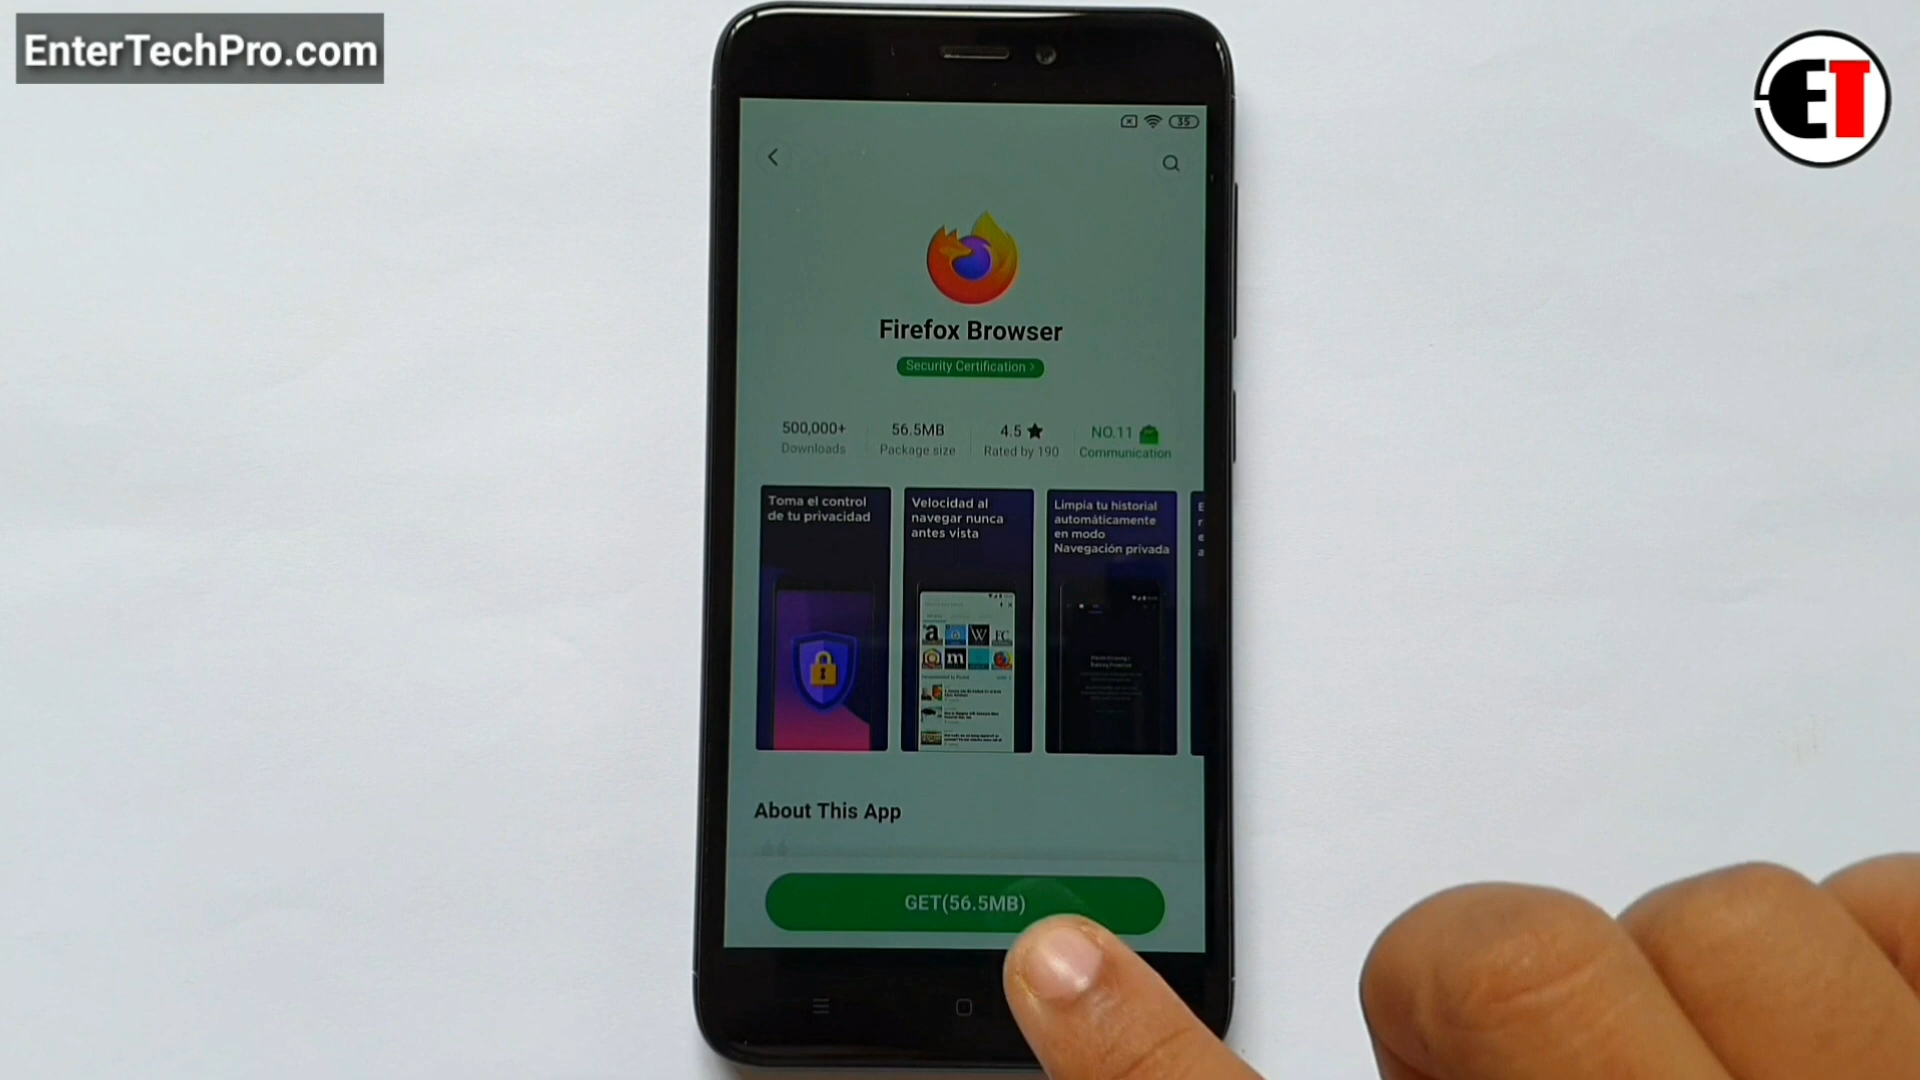 EnterTechPro.com
ET
35
Firefox Browser
Security Certification >
500,000+
Downloads
56.5MB
Package size
4.5 ★
Rated by 190
NO.11
Communication
Toma el control
de tu privacidad
Velocidad al
navegar nunca
antes vista
Limpia tu historial
automáticamente
en modo
Navegación privada
About This App
GET(56.5MB)